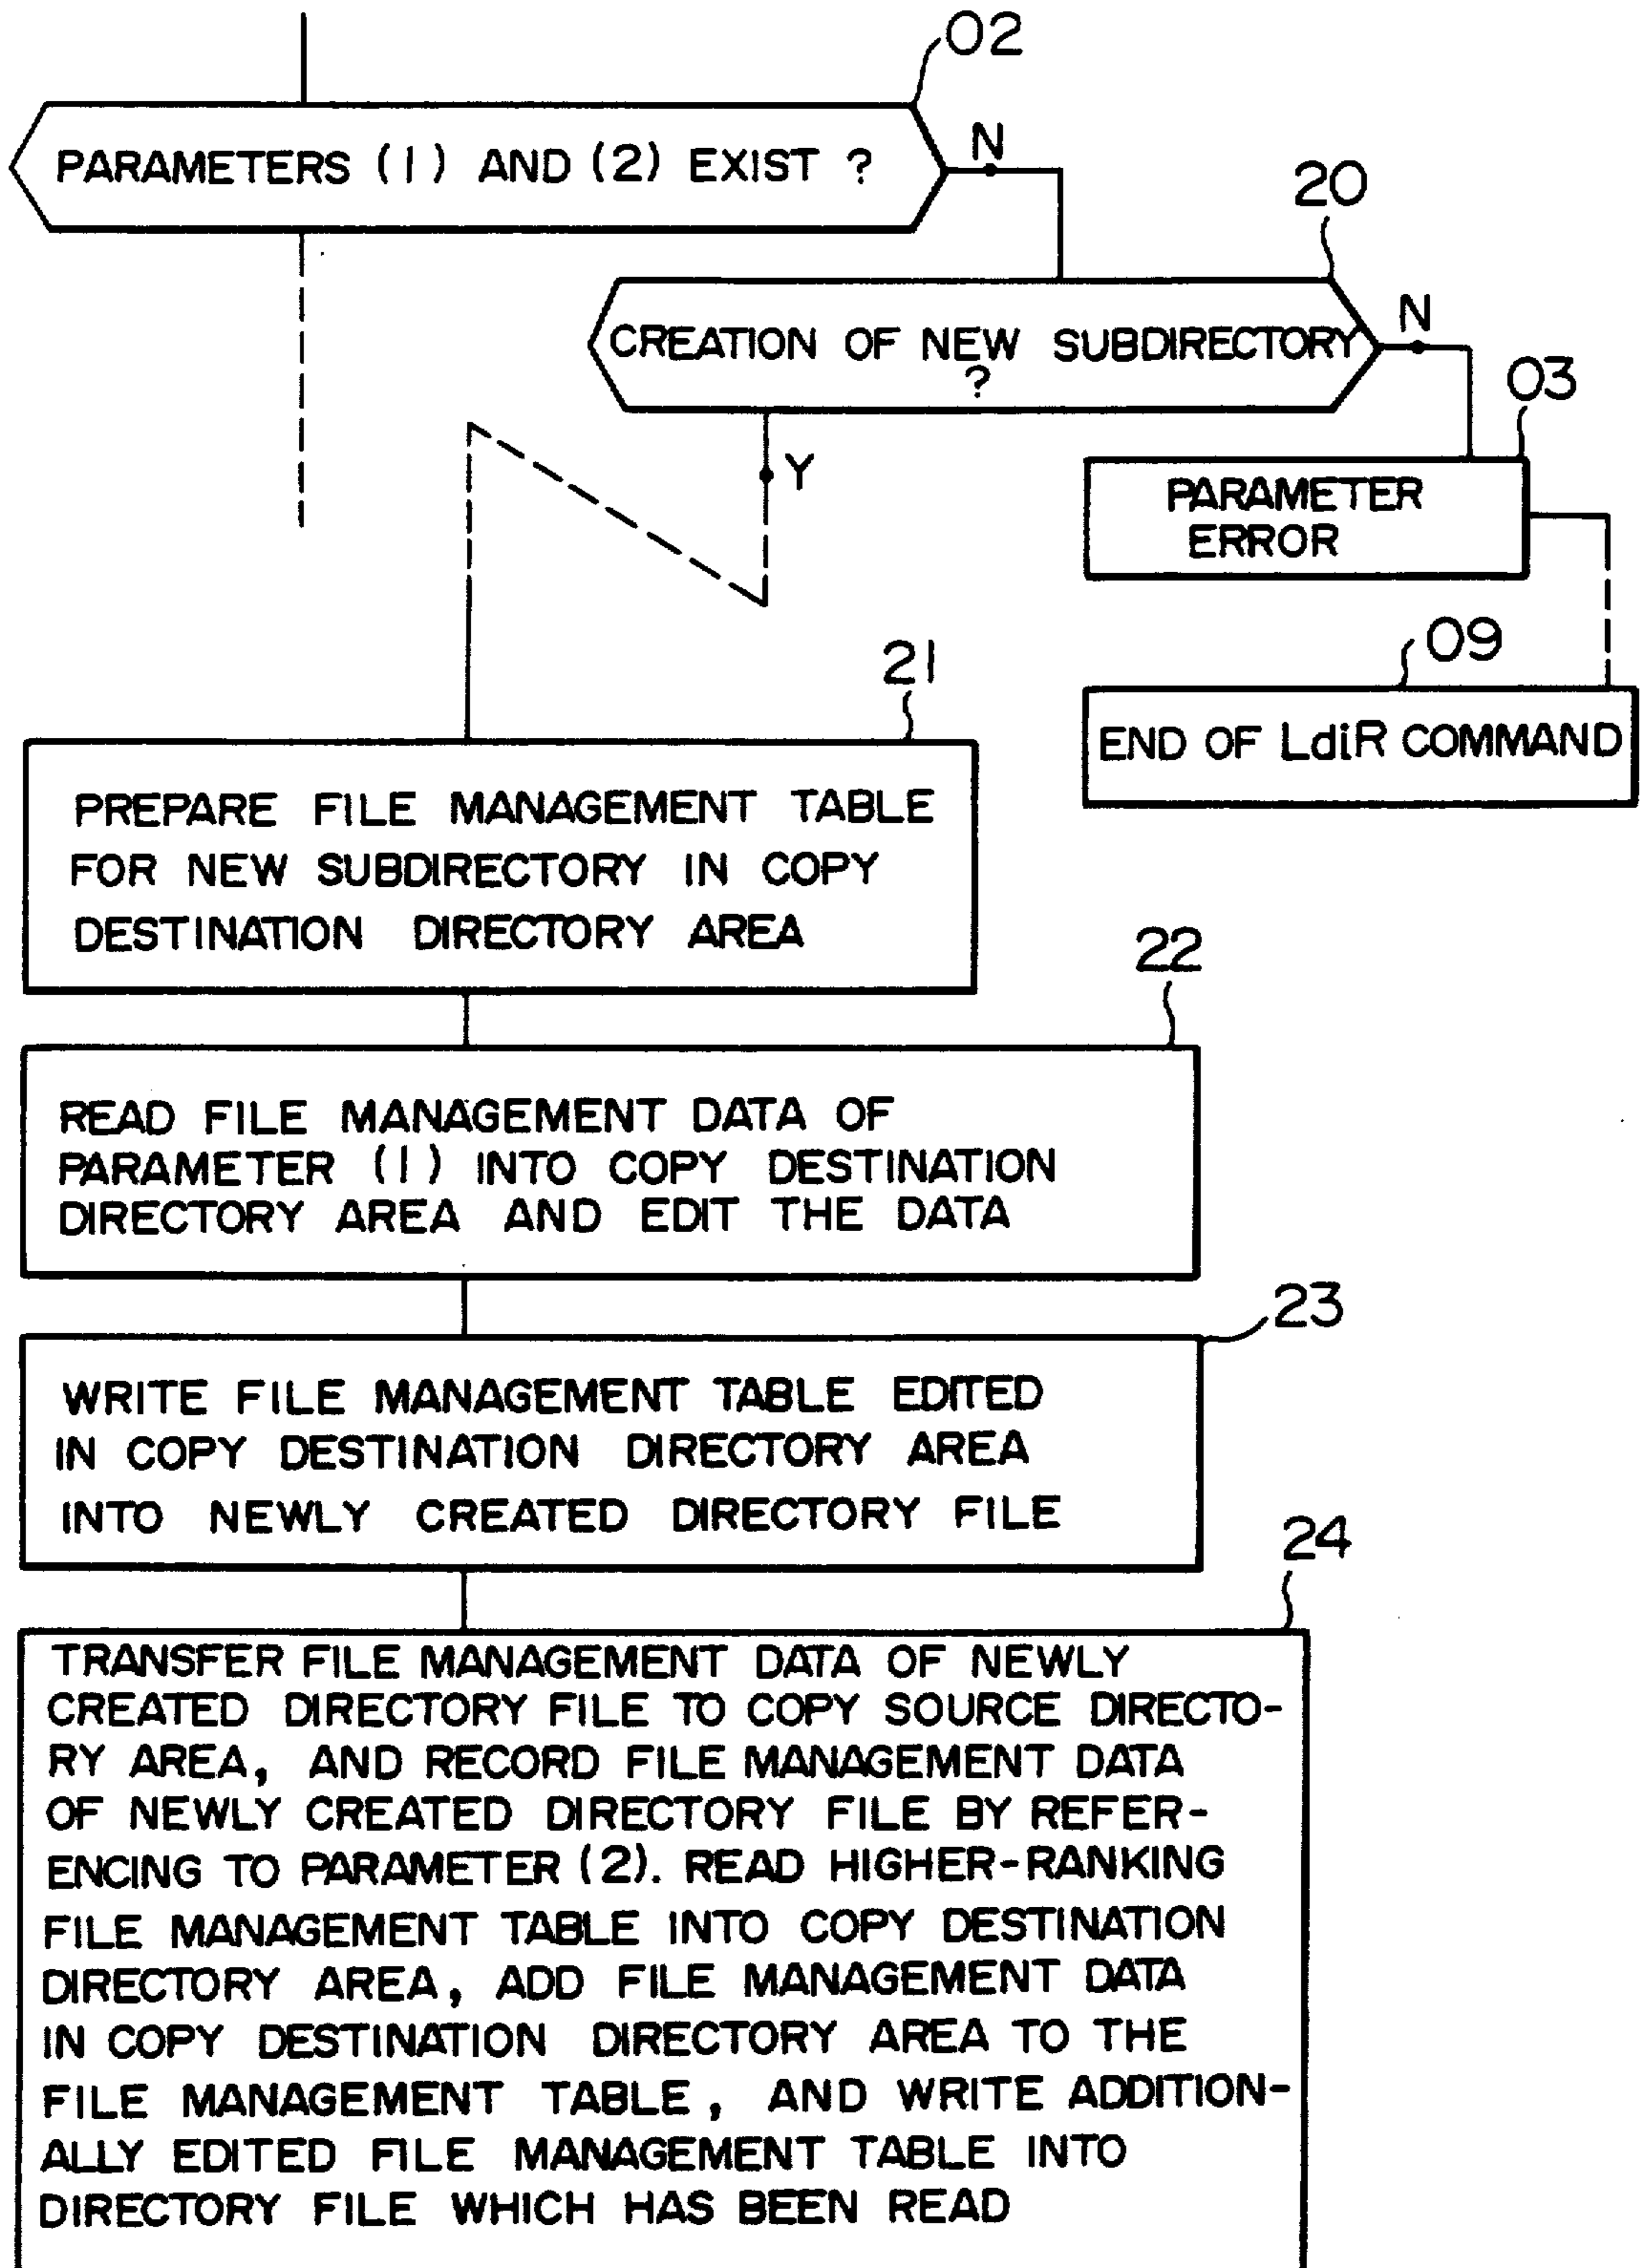 02
PARAMETERS (1) AND (2) EXIST ?
N
20
CREATION OF NEW SUBDIRECTORY
?
N
03
Y
PARAMETER
ERROR
09
END OF LdiR COMMAND
21
PREPARE FILE MANAGEMENT TABLE
FOR NEW SUBDIRECTORY IN COPY
DESTINATION DIRECTORY AREA
22
READ FILE MANAGEMENT DATA OF
PARAMETER (1) INTO COPY DESTINATION
DIRECTORY AREA AND EDIT THE DATA
23
WRITE FILE MANAGEMENT TABLE EDITED
IN COPY DESTINATION DIRECTORY AREA
INTO NEWLY CREATED DIRECTORY FILE
24
TRANSFER FILE MANAGEMENT DATA OF NEWLY
CREATED DIRECTORY FILE TO COPY SOURCE DIRECTO-
RY AREA, AND RECORD FILE MANAGEMENT DATA
OF NEWLY CREATED DIRECTORY FILE BY REFER-
ENCING TO PARAMETER (2). READ HIGHER-RANKING
FILE MANAGEMENT TABLE INTO COPY DESTINATION
DIRECTORY AREA, ADD FILE MANAGEMENT DATA
IN COPY DESTINATION DIRECTORY AREA TO THE
FILE MANAGEMENT TABLE, AND WRITE ADDITION-
ALLY EDITED FILE MANAGEMENT TABLE INTO
DIRECTORY FILE WHICH HAS BEEN READ